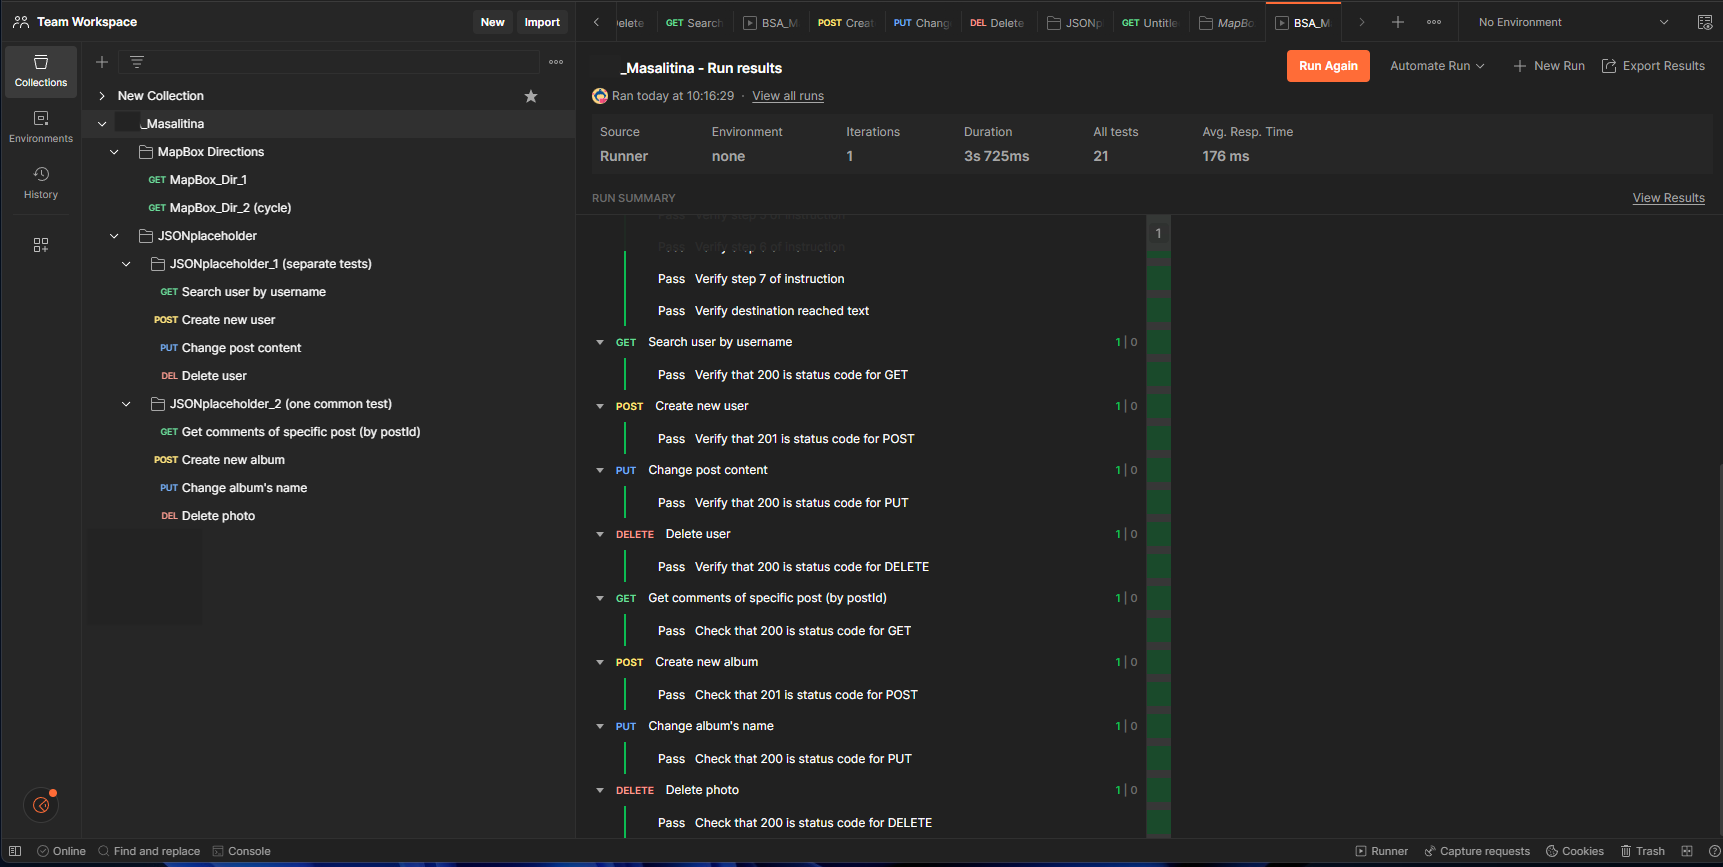 Team Workspace
New
Import
elete
GET Search
BSA_M
POST Creat
PUT Chang
DEL Delete
JSONp
GET Untitle
MapBo
BSA_M
No Environment
Collections
Environments
History
New Collection
_Masalitina
MapBox Directions
GET MapBox_Dir_1
GET MapBox_Dir_2 (cycle)
JSONplaceholder
JSONplaceholder_1 (separate tests)
GET Search user by username
POST Create new user
PUT Change post content
DEL Delete user
JSONplaceholder_2 (one common test)
GET Get comments of specific post (by postId)
POST Create new album
PUT Change album's name
DEL Delete photo
_Masalitina - Run results
Run Again
Automate Run
New Run
Export Results
Ran today at 10:16:29 · View all runs
Source Environment Iterations Duration All tests Avg. Resp. Time
Runner none 1 3s 725ms 21 176 ms
RUN SUMMARY
View Results
1
Pass Verify step 5 of instruction
Pass Verify step 6 of instruction
Pass Verify step 7 of instruction
Pass Verify destination reached text
GET Search user by username 1 | 0
Pass Verify that 200 is status code for GET
POST Create new user 1 | 0
Pass Verify that 201 is status code for POST
PUT Change post content 1 | 0
Pass Verify that 200 is status code for PUT
DELETE Delete user 1 | 0
Pass Verify that 200 is status code for DELETE
GET Get comments of specific post (by postId) 1 | 0
Pass Check that 200 is status code for GET
POST Create new album 1 | 0
Pass Check that 201 is status code for POST
PUT Change album's name 1 | 0
Pass Check that 200 is status code for PUT
DELETE Delete photo 1 | 0
Pass Check that 200 is status code for DELETE
Online
Find and replace
Console
Runner
Capture requests
Cookies
Trash